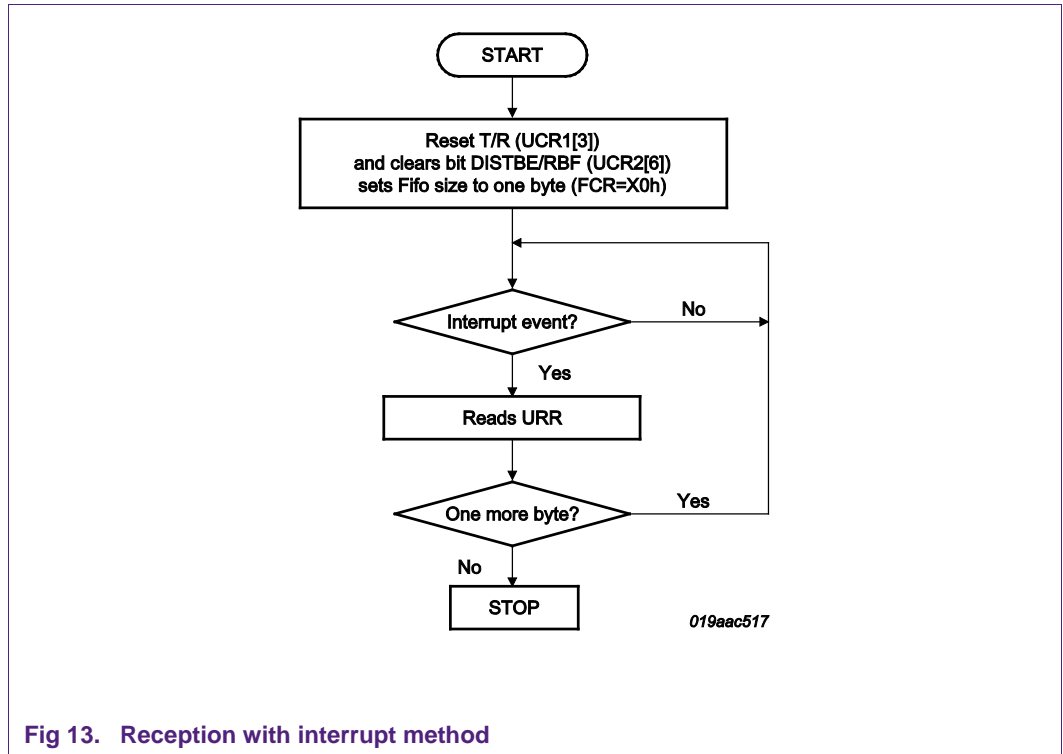 START
Reset T/R (UCR1[3])
and clears bit DISTBE/RBF (UCR2[6])
sets Fifo size to one byte (FCR=X0h)
Interrupt event?
No
Yes
Reads URR
One more byte?
Yes
No
STOP
019aac517
Fig 13. Reception with interrupt method